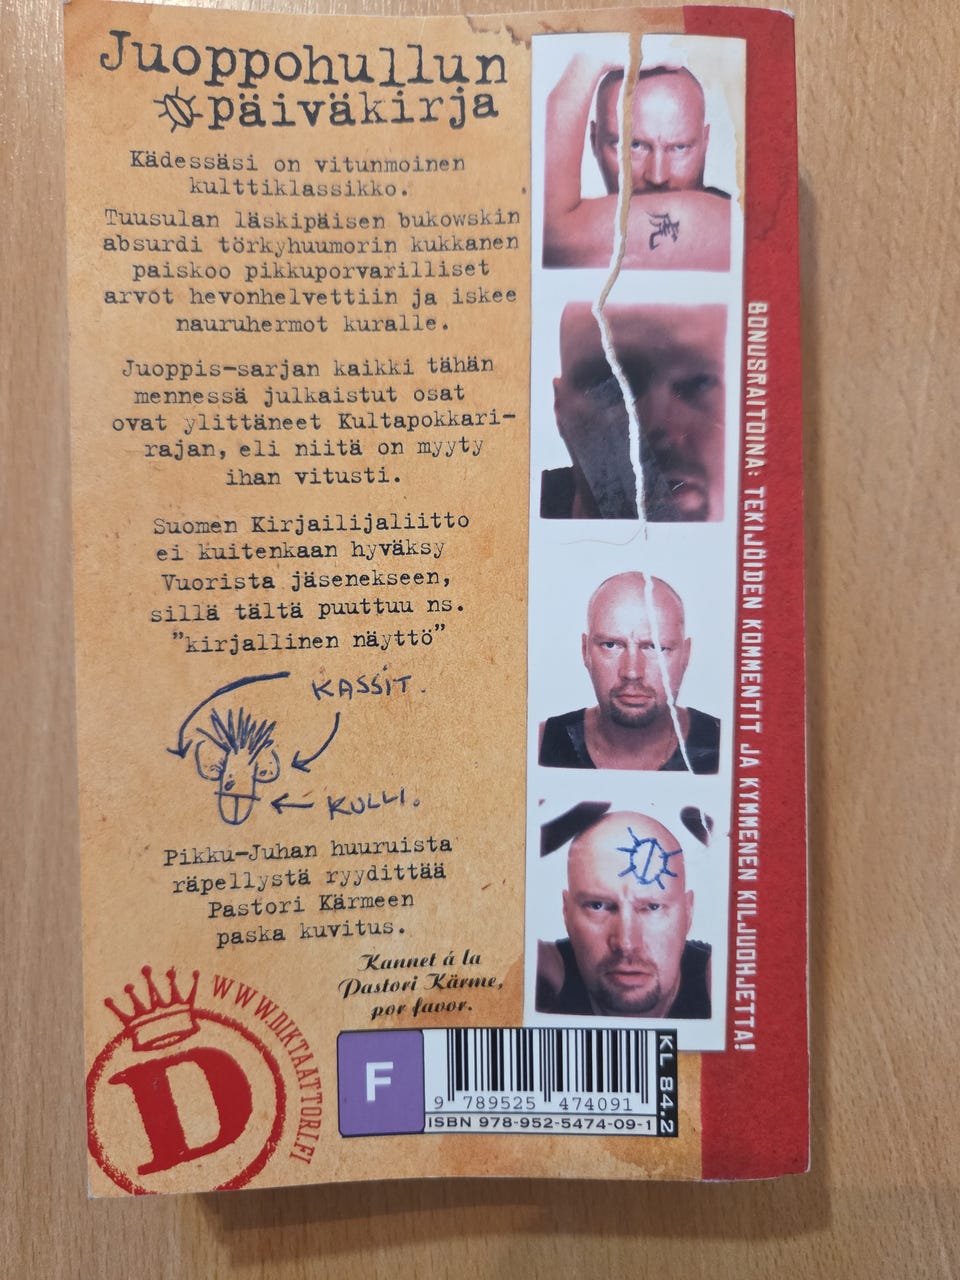 Juoppohullun
päiväkirja
Kädessäsi on vitunmoinen
kulttiklassikko.
Tuusulan läskipäisen bukowskin
absurdi törkyhuumorin kukkanen
paiskoo pikkuporvarilliset
arvot hevonhelvettiin ja iskee
nauruhermot kuralle.
Juoppis-sarjan kaikki tähän
mennessä julkaistut osat
ovat ylittäneet Kultapokkari-
rajan, eli niitä on myyty
ihan vitusti.
Suomen Kirjailijaliitto
ei kuitenkaan hyväksy
Vuorista jäsenekseen,
sillä tältä puuttuu ns.
"kirjallinen näyttö"
KASSIT.
KULLI.
Pikku-Juhan huuruista
räpellystä ryydittää
Pastori Kärmeen
paska kuvitus.
Kannet á la
Pastori Kärme,
por favor.
WWW.DIKTAATTORI.FI
D
F
9 789525 474091
ISBN 978-952-5474-09-1
KL 84.2
BONUSRAITOINA: TEKIJÖIDEN KOMMENTIT JA KYMMENEN KILJUOHJETTA!